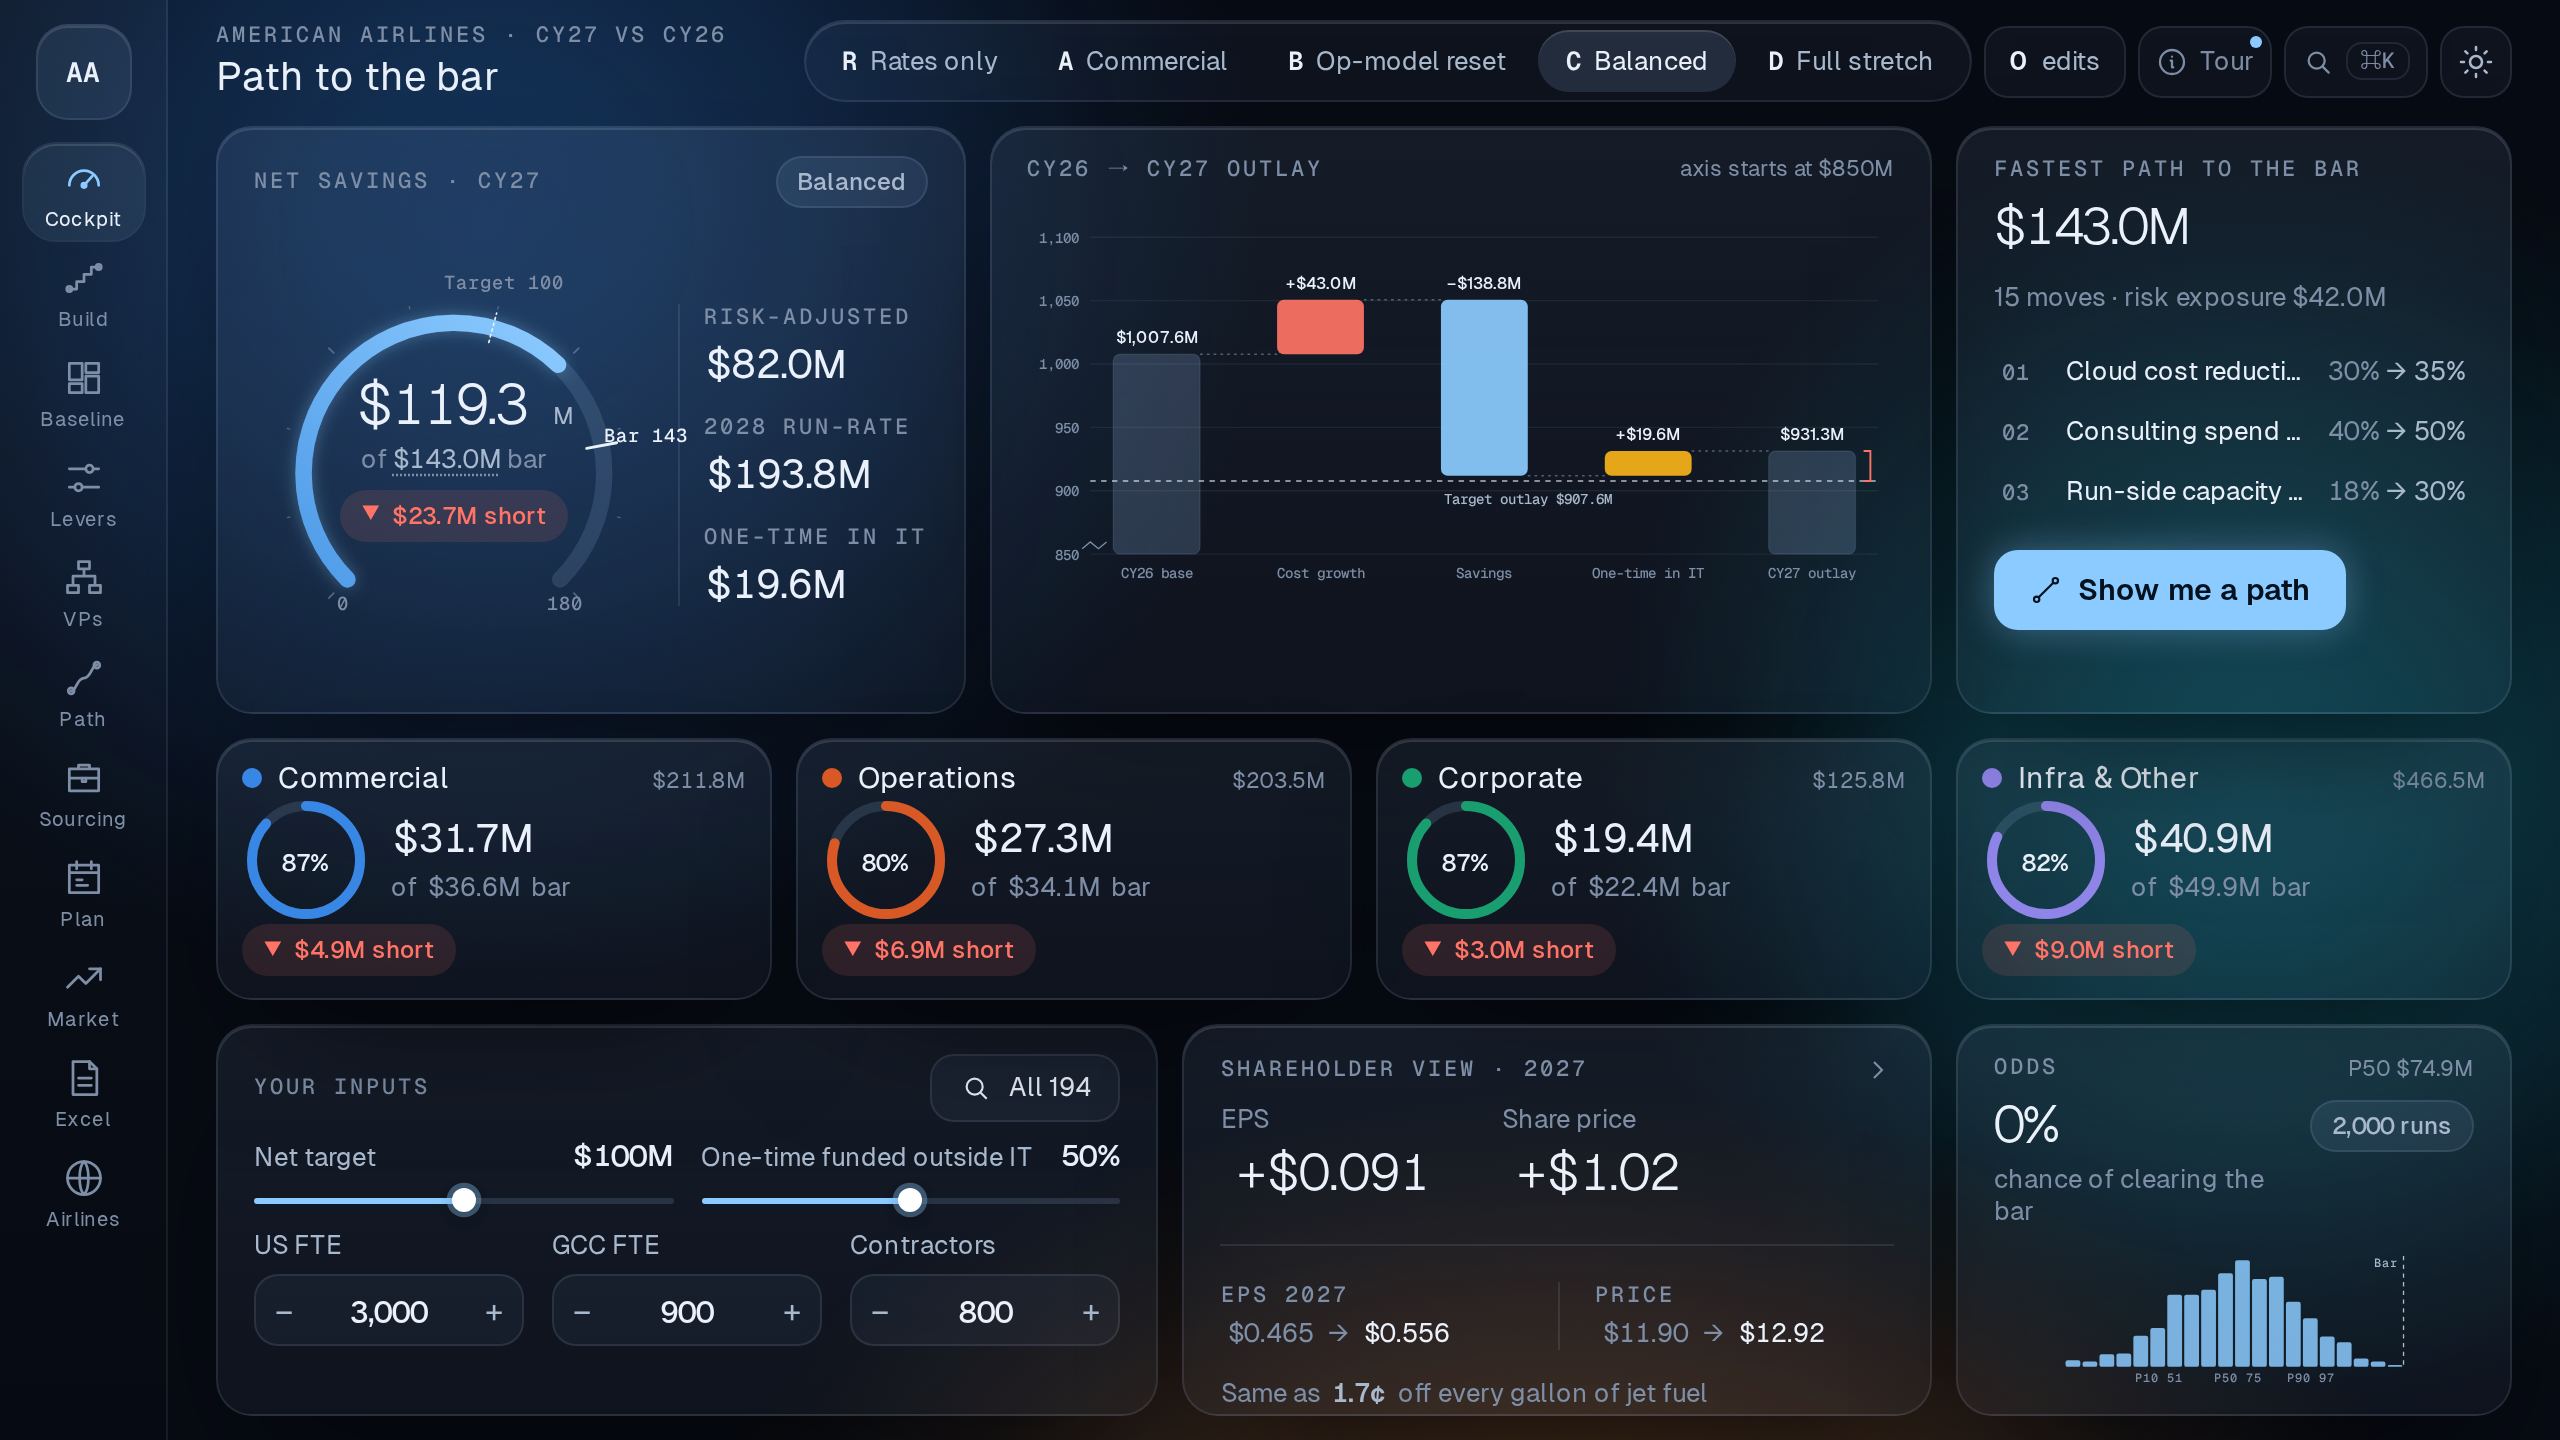 AA
AMERICAN AIRLINES · CY27 VS CY26
Path to the bar
R Rates only
A Commercial
B Op-model reset
C Balanced
D Full stretch
0 edits
Tour
⌘K
Cockpit
Build
Baseline
Levers
VPs
Path
Sourcing
Plan
Market
Excel
Airlines
NET SAVINGS · CY27
Balanced
Target 100
$119.3 M
of $143.0M bar
▼ $23.7M short
Bar 143
0
180
RISK-ADJUSTED
$82.0M
2028 RUN-RATE
$193.8M
ONE-TIME IN IT
$19.6M
CY26 → CY27 OUTLAY
axis starts at $850M
1,100
1,050
1,000
950
900
850
$1,007.6M
+$43.0M
−$138.8M
+$19.6M
$931.3M
Target outlay $907.6M
CY26 base
Cost growth
Savings
One-time in IT
CY27 outlay
FASTEST PATH TO THE BAR
$143.0M
15 moves · risk exposure $42.0M
01 Cloud cost reducti... 30% → 35%
02 Consulting spend ... 40% → 50%
03 Run-side capacity ... 18% → 30%
Show me a path
Commercial $211.8M
87%
$31.7M
of $36.6M bar
▼ $4.9M short
Operations $203.5M
80%
$27.3M
of $34.1M bar
▼ $6.9M short
Corporate $125.8M
87%
$19.4M
of $22.4M bar
▼ $3.0M short
Infra & Other $466.5M
82%
$40.9M
of $49.9M bar
▼ $9.0M short
YOUR INPUTS
All 194
Net target $100M
One-time funded outside IT 50%
US FTE
− 3,000 +
GCC FTE
− 900 +
Contractors
− 800 +
SHAREHOLDER VIEW · 2027
EPS
+$0.091
Share price
+$1.02
EPS 2027
$0.465 → $0.556
PRICE
$11.90 → $12.92
Same as 1.7¢ off every gallon of jet fuel
ODDS
P50 $74.9M
0%
2,000 runs
chance of clearing the
bar
Bar
P10 51
P50 75
P90 97